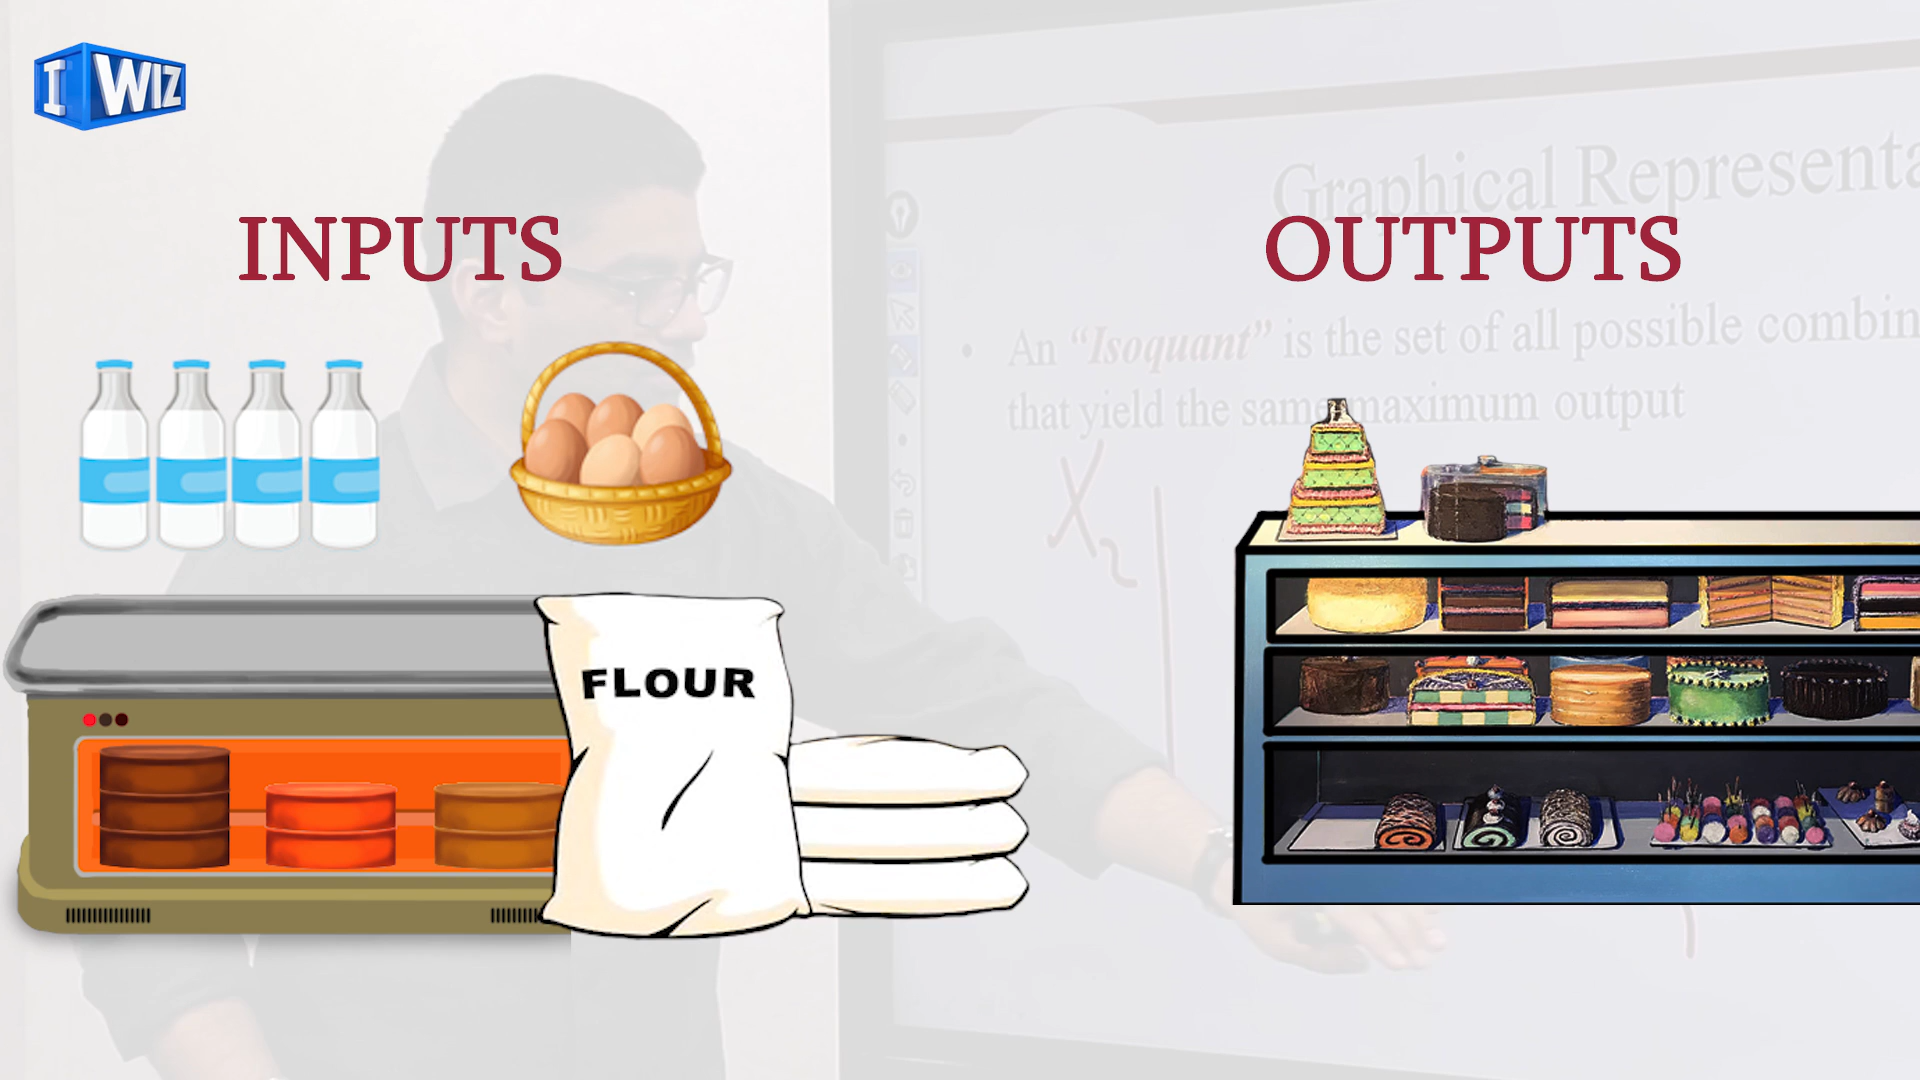 I WIZ
INPUTS
OUTPUTS
Graphical Representa
An “Isoquant” is the set of all possible combin
that yield the same maximum output
X2
FLOUR